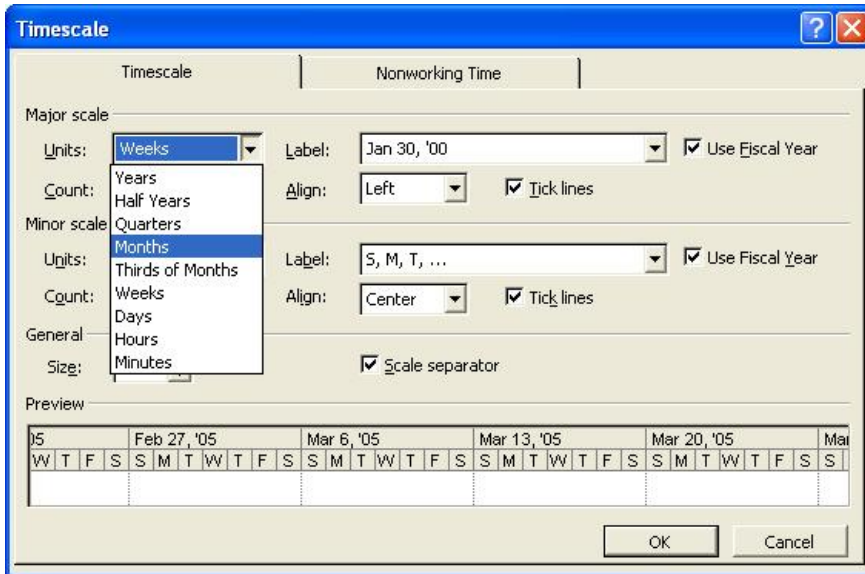 Timescale
Timescale Nonworking Time
Major scale
Units: Weeks Label: Jan 30, '00 Use Fiscal Year
Years
Count: Align: Left Tick lines
Half Years
Minor scale Quarters
Months
Units: Label: S, M, T, ... Use Fiscal Year
Thirds of Months
Count: Weeks Align: Center Tick lines
Days
General Hours
Size: Minutes Scale separator
Preview
05 Feb 27, '05 Mar 6, '05 Mar 13, '05 Mar 20, '05 Mar
W T F S S M T W T F S S M T W T F S S M T W T F S S M T W T F S S
OK Cancel